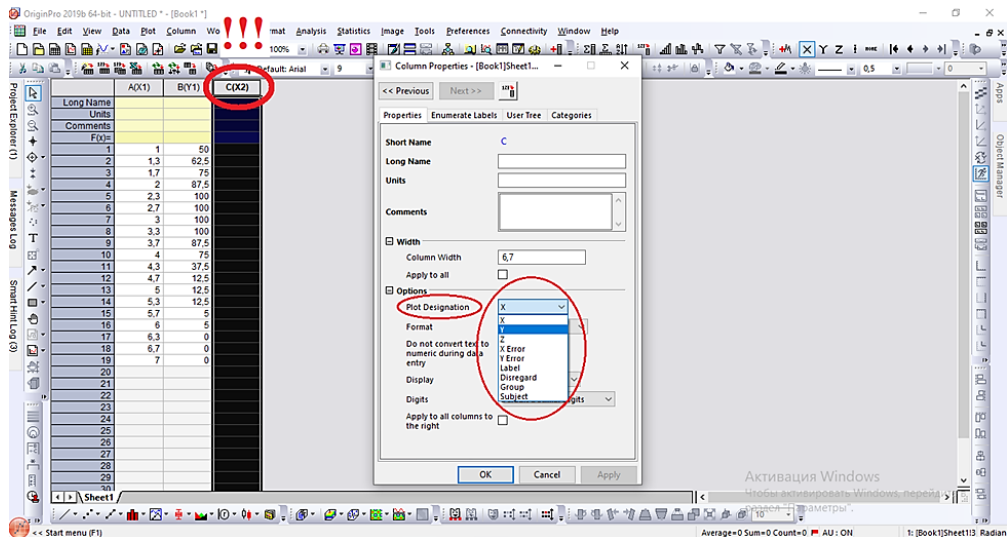 OriginPro 2019b 64-bit - UNTITLED * - [Book1 *]
File Edit View Data Plot Column Wo !!! rmat Analysis Statistics Image Tools Preferences Connectivity Window Help
100%
Default: Arial 9
X Y Z
0,5
0
Project Explorer (1)
Messages Log
Smart Hint Log (3)
Apps
Object Manager
A(X1) B(Y1) C(X2)
Long Name
Units
Comments
F(x)=
1 1 50
2 1,3 62,5
3 1,7 75
4 2 87,5
5 2,3 100
6 2,7 100
7 3 100
8 3,3 100
9 3,7 87,5
10 4 75
11 4,3 37,5
12 4,7 12,5
13 5 12,5
14 5,3 12,5
15 5,7 5
16 6 5
17 6,3 0
18 6,7 0
19 7 0
20
21
22
23
24
25
26
27
28
29
30
Sheet1
Column Properties - [Book1]Sheet1...
<< Previous Next >>
Properties Enumerate Labels User Tree Categories
Short Name C
Long Name
Units
Comments
Width
Column Width 6,7
Apply to all
Options
Plot Designation X
X
Y
Z
X Error
Y Error
Label
Disregard
Group
Subject
Format
Do not convert text to
numeric during data
entry
Display
Digits
Apply to all columns to
the right
OK Cancel Apply
Активация Windows
Чтобы активировать Windows, перейд
раздел "Параметры".
10
<< Start menu (F1)
Average=0 Sum=0 Count=0 AU : ON 1: [Book1]Sheet1!3 Radian